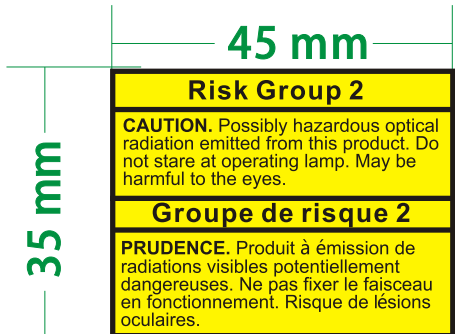 45 mm
35 mm
Risk Group 2
CAUTION. Possibly hazardous optical
radiation emitted from this product. Do
not stare at operating lamp. May be
harmful to the eyes.
Groupe de risque 2
PRUDENCE. Produit à émission de
radiations visibles potentiellement
dangereuses. Ne pas fixer le faisceau
en fonctionnement. Risque de lésions
oculaires.